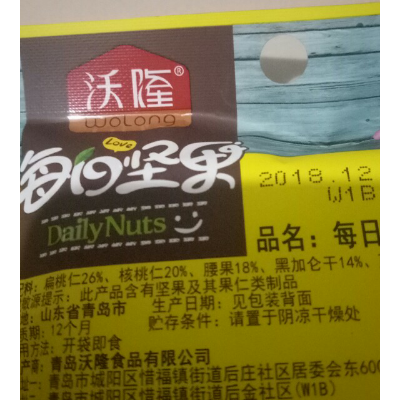 沃隆®
WoLong
Love
每日坚果
2018.12
W1B
Daily Nuts
品名：每日
扁桃仁26%、核桃仁20%、腰果18%、黑加仑干14%、
提示：此产品含有坚果及其果仁类制品
山东省青岛市
生产日期：见包装背面
12个月
贮存条件：请置于阴凉干燥处
方法：开袋即食
青岛沃隆食品有限公司
青岛市城阳区惜福镇街道后庄社区居委会东600
青岛市城阳区惜福镇街道后金社区(W1B)